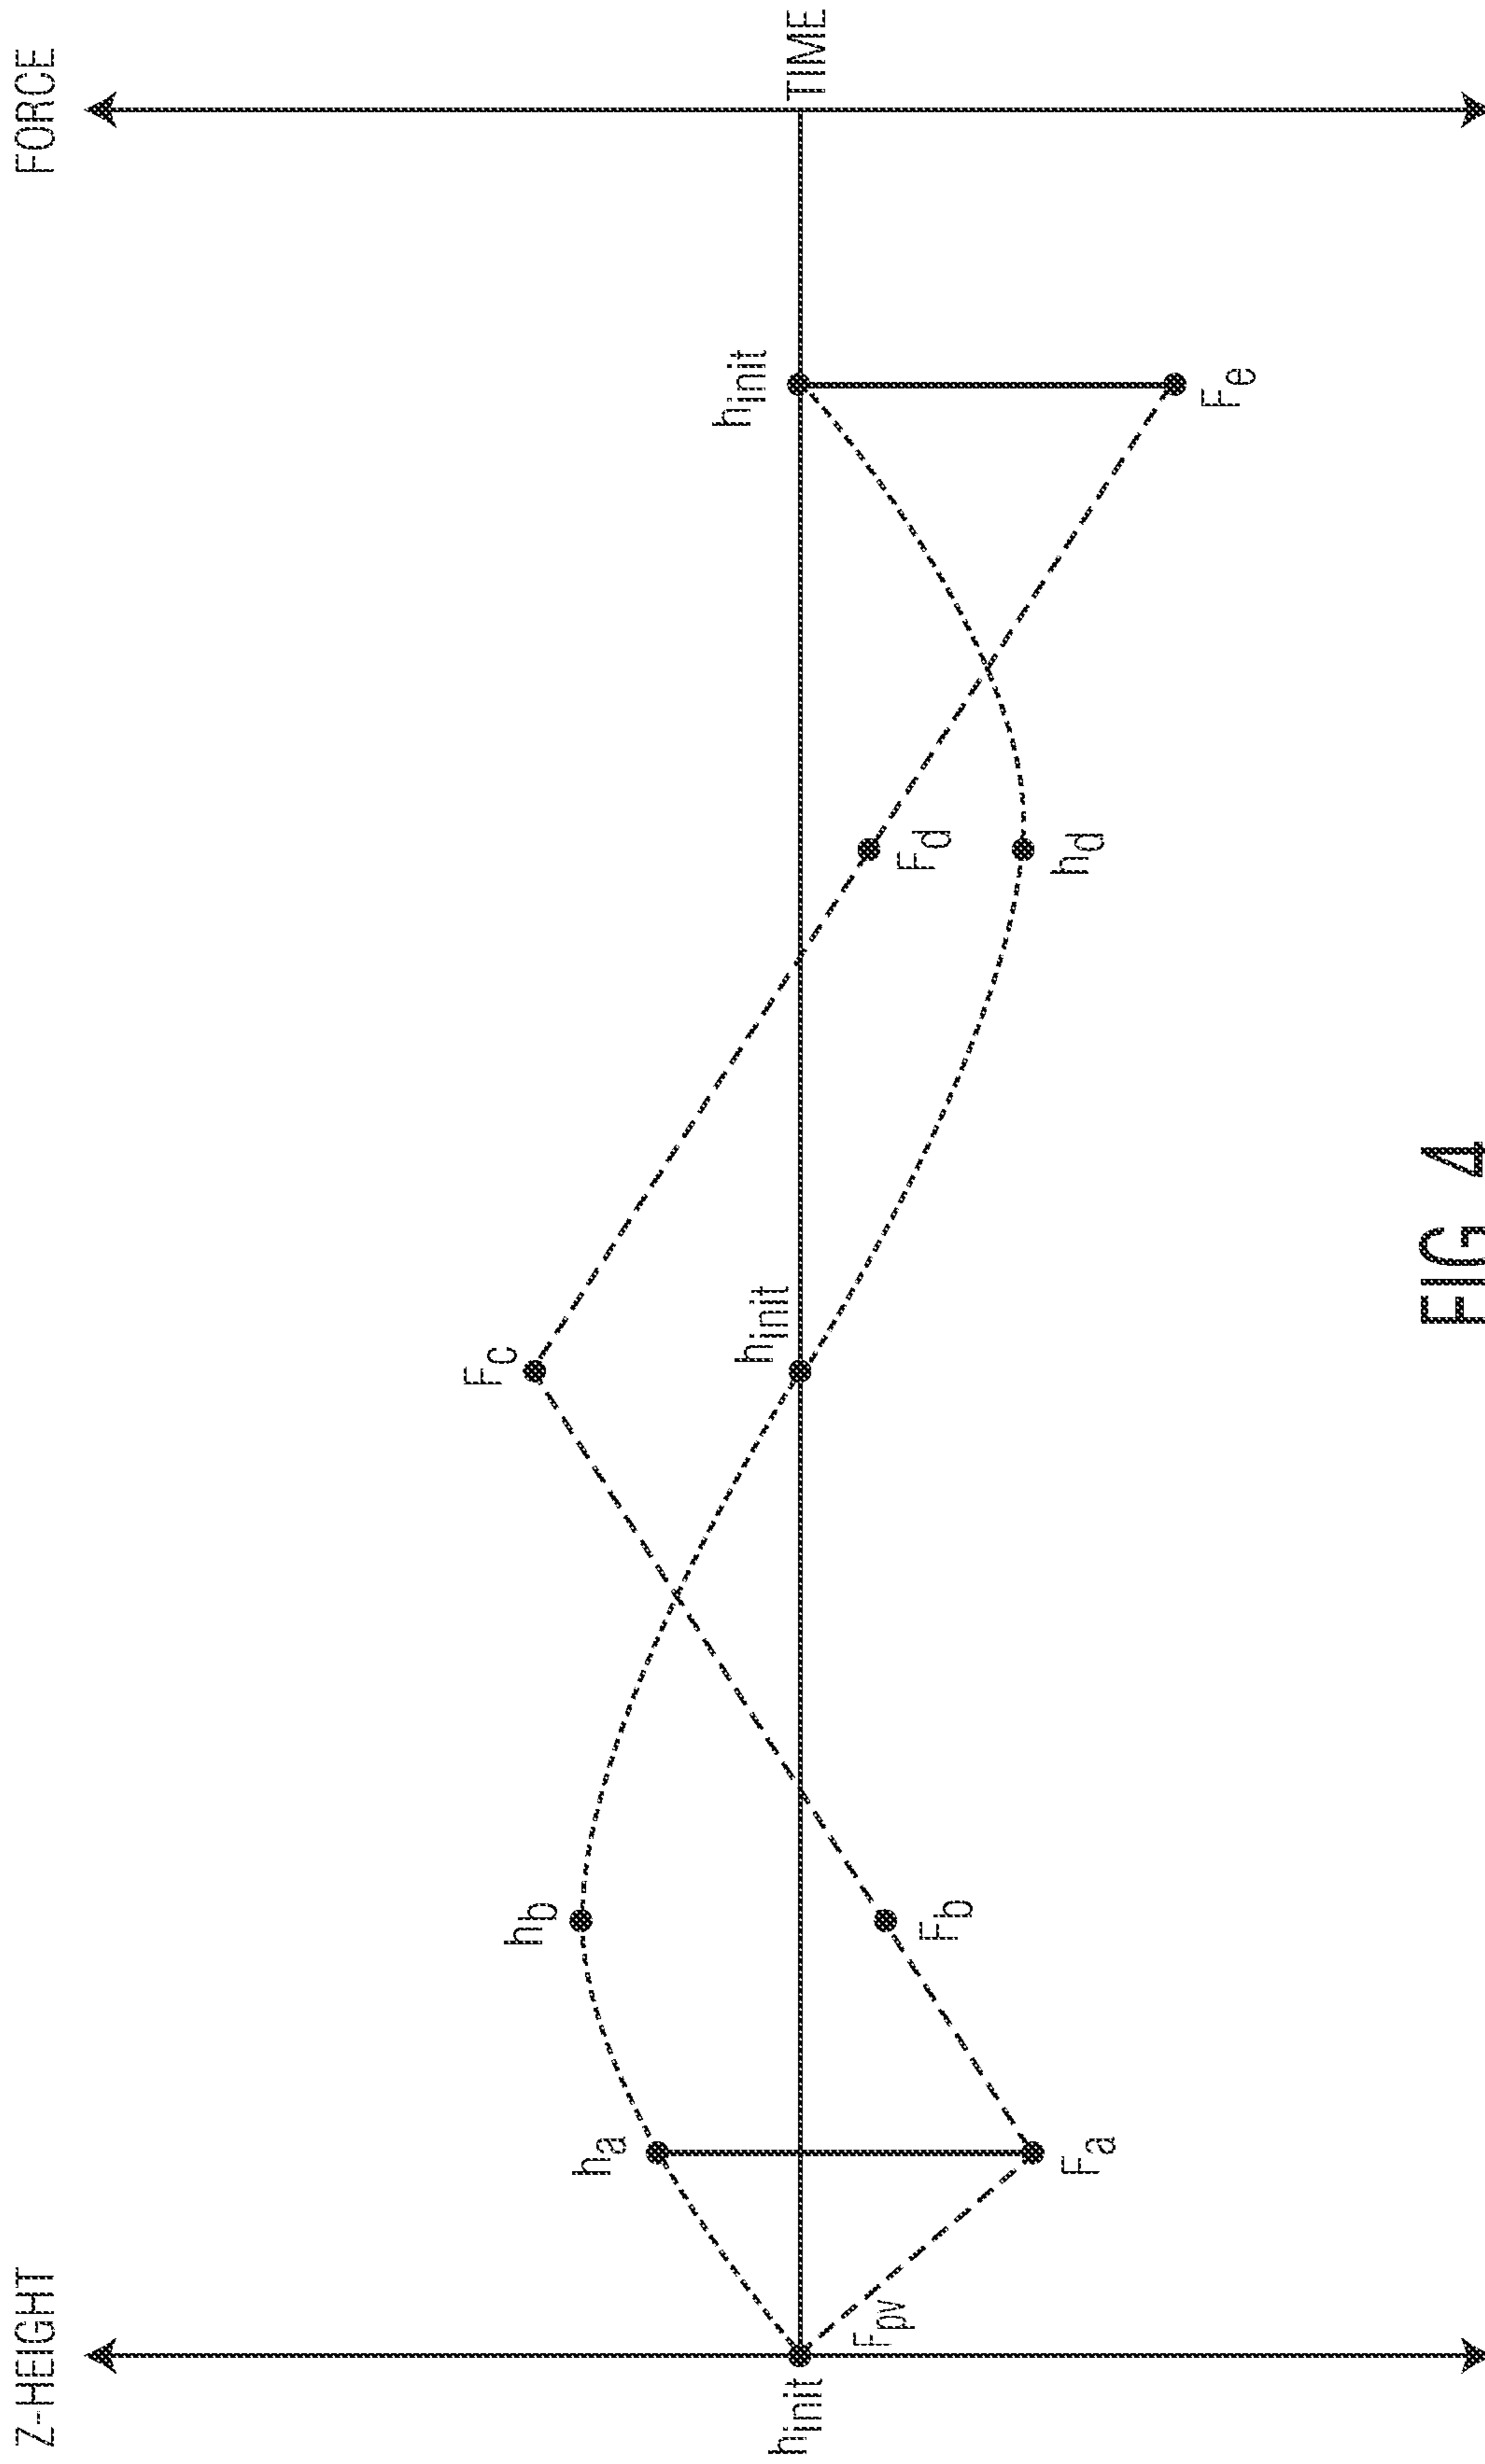 Z-HEIGHT
FORCE
F_c
h_b
h_a
h_init
h_init
h_init
TIME
F_pv
F_b
F_d
F_a
h_d
F_e
FIG 4